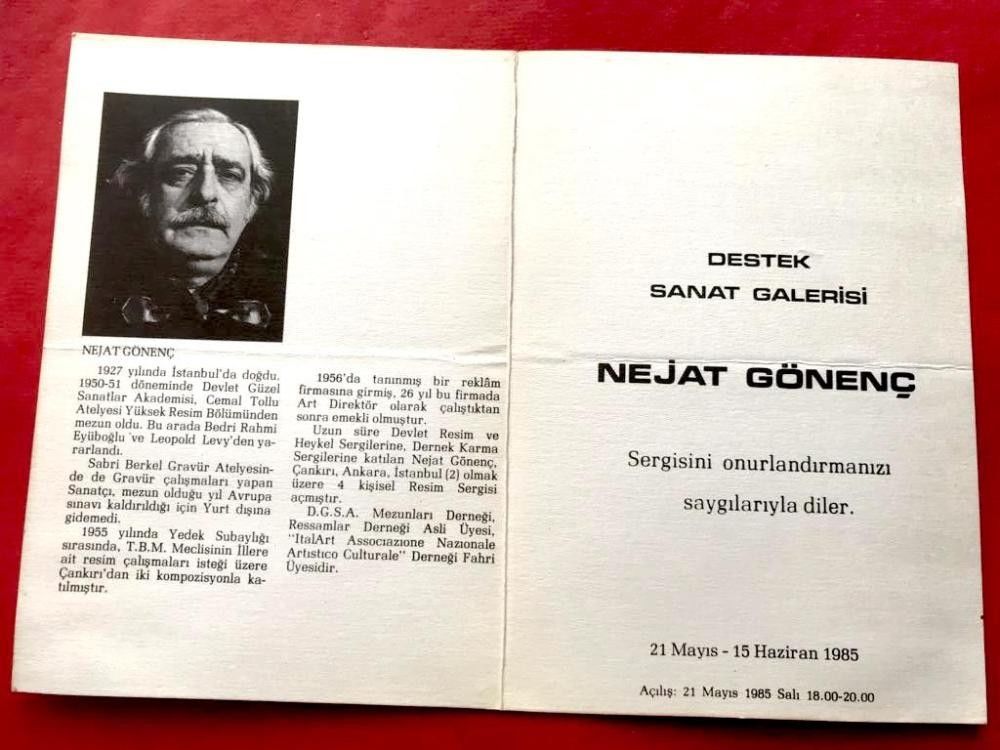 NEJAT GÖNENÇ
1927 yılında İstanbul'da doğdu.
1950-51 döneminde Devlet Güzel
Sanatlar Akademisi, Cemal Tollu
Atelyesi Yüksek Resim Bölümünden
mezun oldu. Bu arada Bedri Rahmi
Eyüboğlu ve Leopold Levy'den ya-
rarlandı.
Sabri Berkel Gravür Atelyesin-
de de Gravür çalışmaları yapan
Sanatçı, mezun olduğu yıl Avrupa
sınavı kaldırıldığı için Yurt dışına
gidemedi.
1955 yılında Yedek Subaylığı
sırasında, T.B.M. Meclisinin İllere
ait resim çalışmaları isteği üzere
Çankırı'dan iki kompozisyonla ka-
tılmıştır.
1956'da tanınmış bir reklâm
firmasına girmiş, 26 yıl bu firmada
Art Direktör olarak çalıştıktan
sonra emekli olmuştur.
Uzun süre Devlet Resim ve
Heykel Sergilerine, Dernek Karma
Sergilerine katılan Nejat Gönenç,
Çankırı, Ankara, İstanbul (2) olmak
üzere 4 kişisel Resim Sergisi
açmıştır.
D.G.S.A. Mezunları Derneği,
Ressamlar Derneği Asli Üyesi,
"ItalArt Assocıazıone Nazıonale
Artıstıco Culturale" Derneği Fahri
Üyesidir.
DESTEK
SANAT GALERİSİ
NEJAT GÖNENÇ
Sergisini onurlandırmanızı
saygılarıyla diler.
21 Mayıs - 15 Haziran 1985
Açılış: 21 Mayıs 1985 Salı 18.00-20.00